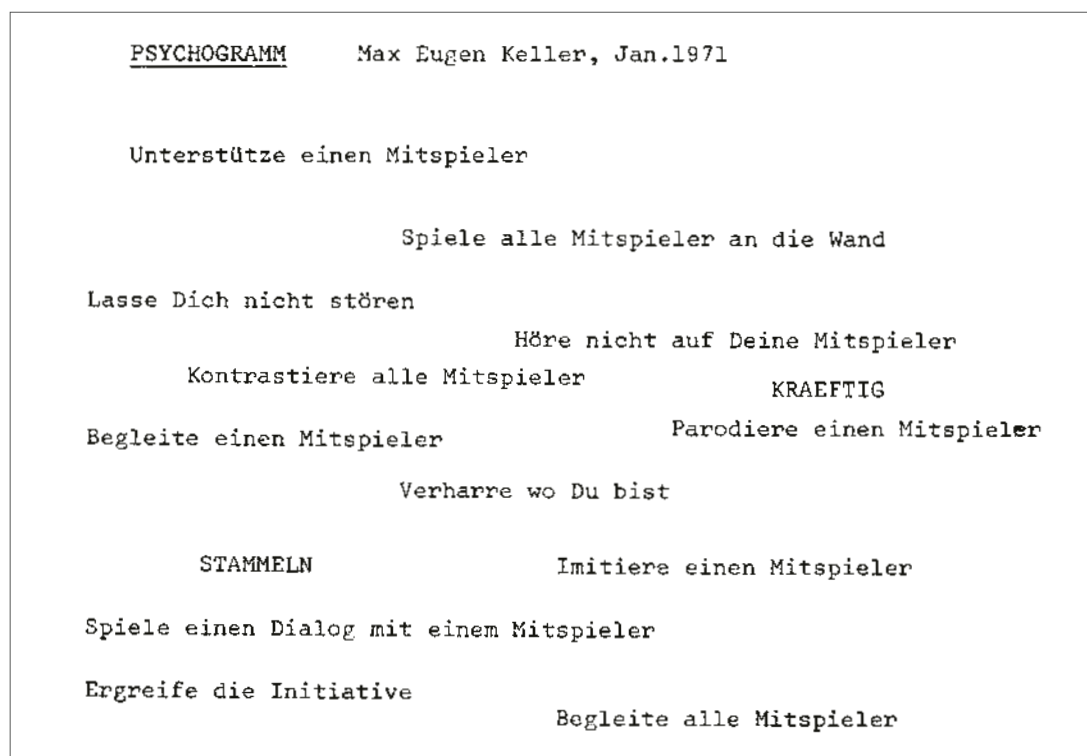 PSYCHOGRAMM Max Eugen Keller, Jan.1971
Unterstütze einen Mitspieler
Spiele alle Mitspieler an die Wand
Lasse Dich nicht stören
Höre nicht auf Deine Mitspieler
Kontrastiere alle Mitspieler
KRAEFTIG
Begleite einen Mitspieler
Parodiere einen Mitspieler
Verharre wo Du bist
STAMMELN
Imitiere einen Mitspieler
Spiele einen Dialog mit einem Mitspieler
Ergreife die Initiative
Begleite alle Mitspieler